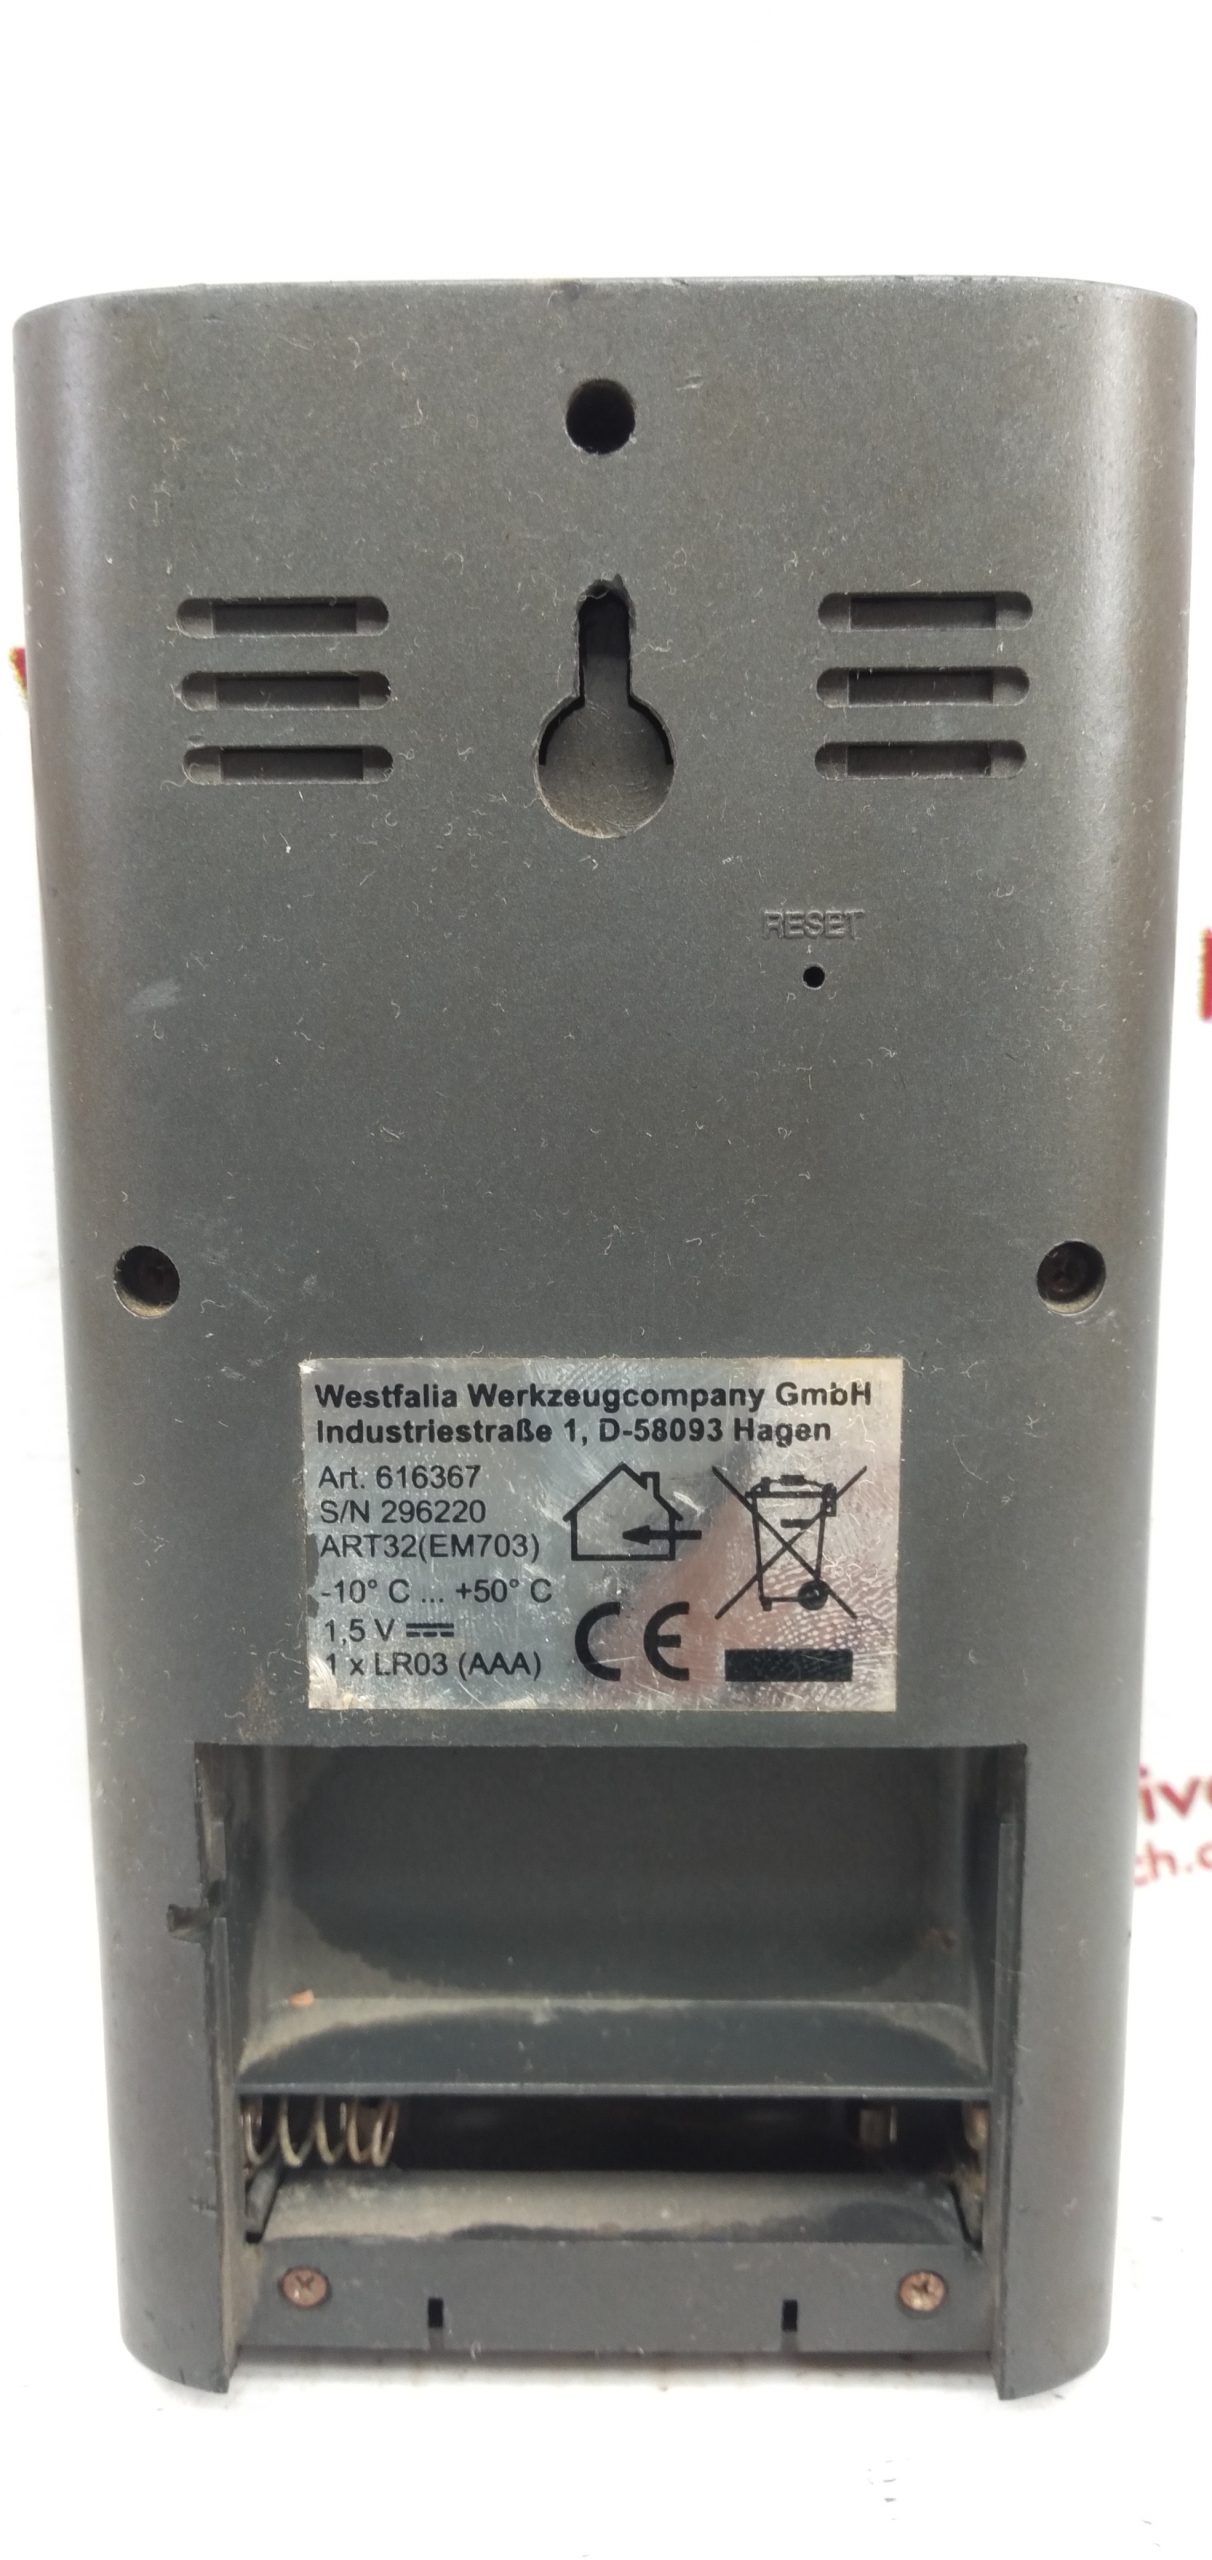 RESET
Westfalia Werkzeugcompany GmbH
Industriestraße 1, D-58093 Hagen
Art. 616367
S/N 296220
ART32(EM703)
-10° C ... +50° C
1,5 V
1 x LR03 (AAA)
CE